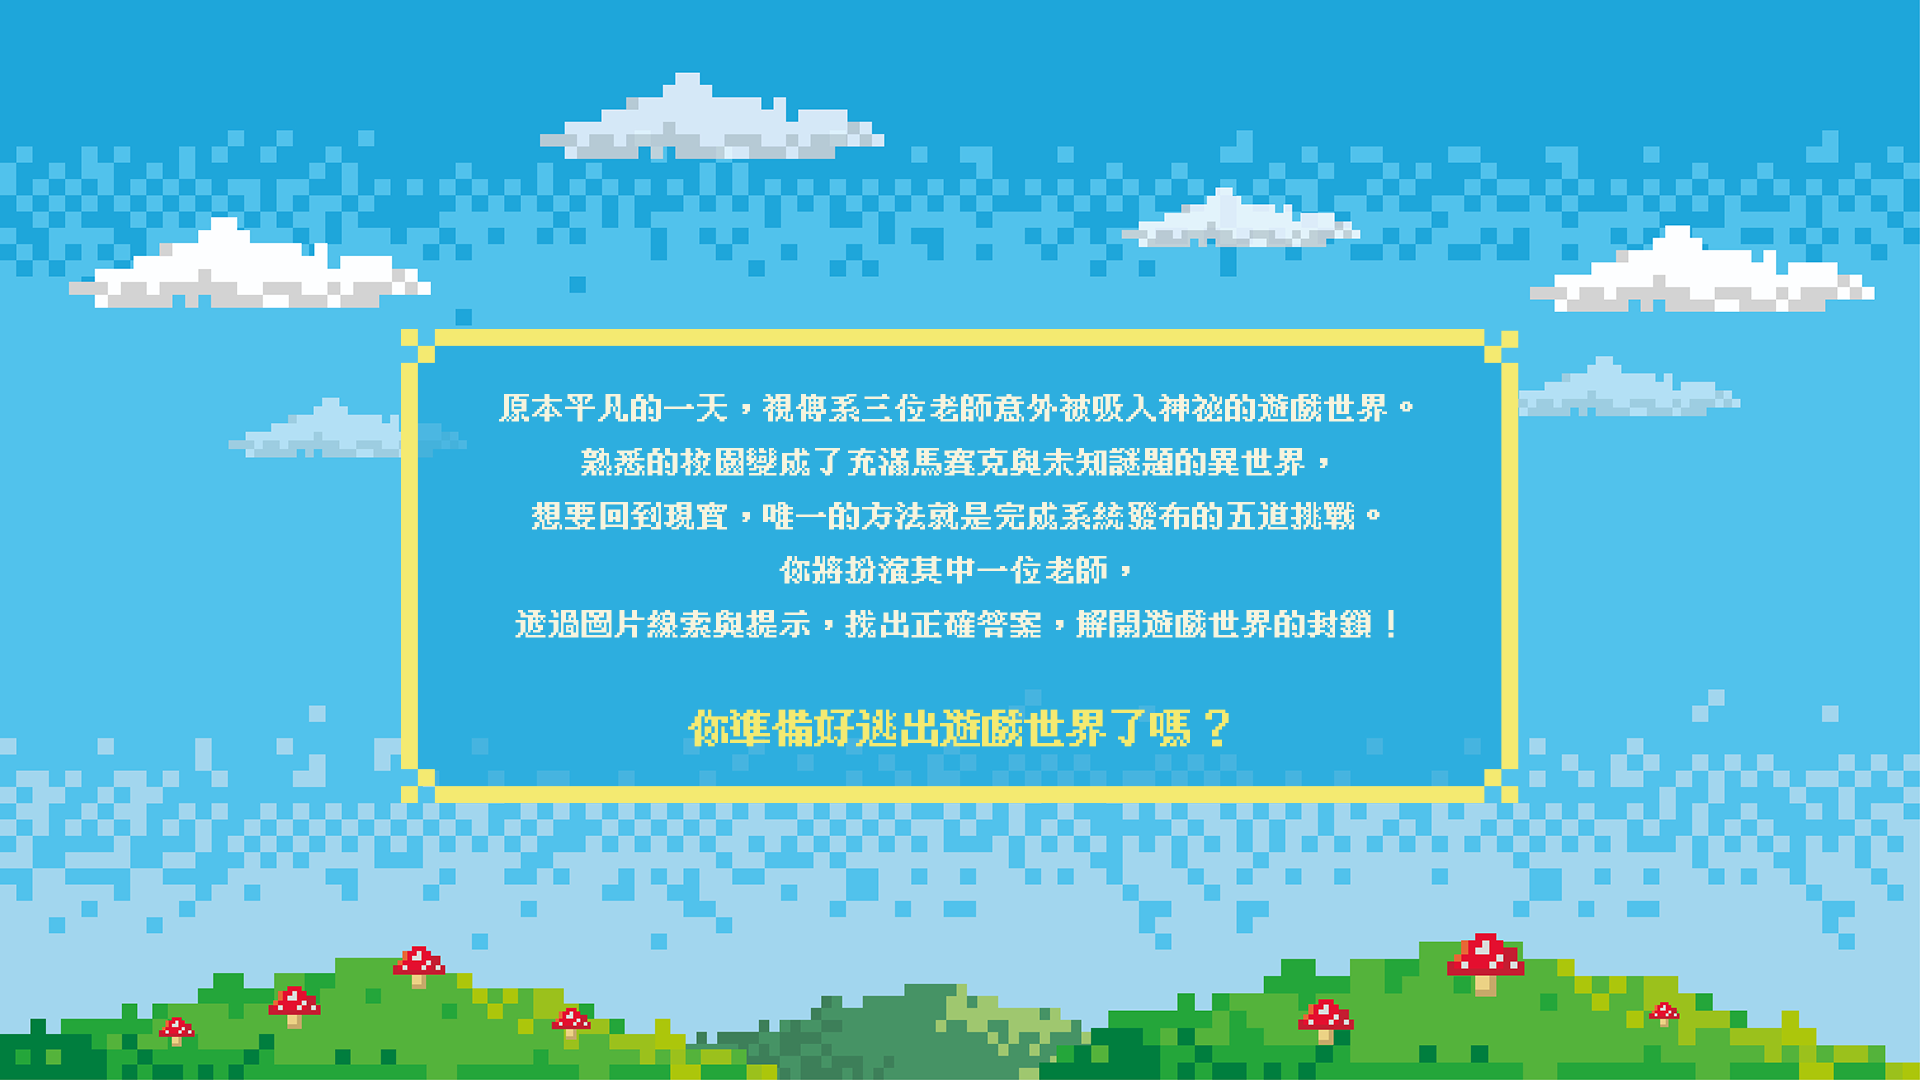 原本平凡的一天，視傳系三位老師意外被吸入神祕的遊戲世界。
熟悉的校園變成了充滿馬賽克與未知謎題的異世界，
想要回到現實，唯一的方法就是完成系統發布的五道挑戰。
你將扮演其中一位老師，
透過圖片線索與提示，找出正確答案，解開遊戲世界的封鎖！
你準備好逃出遊戲世界了嗎？